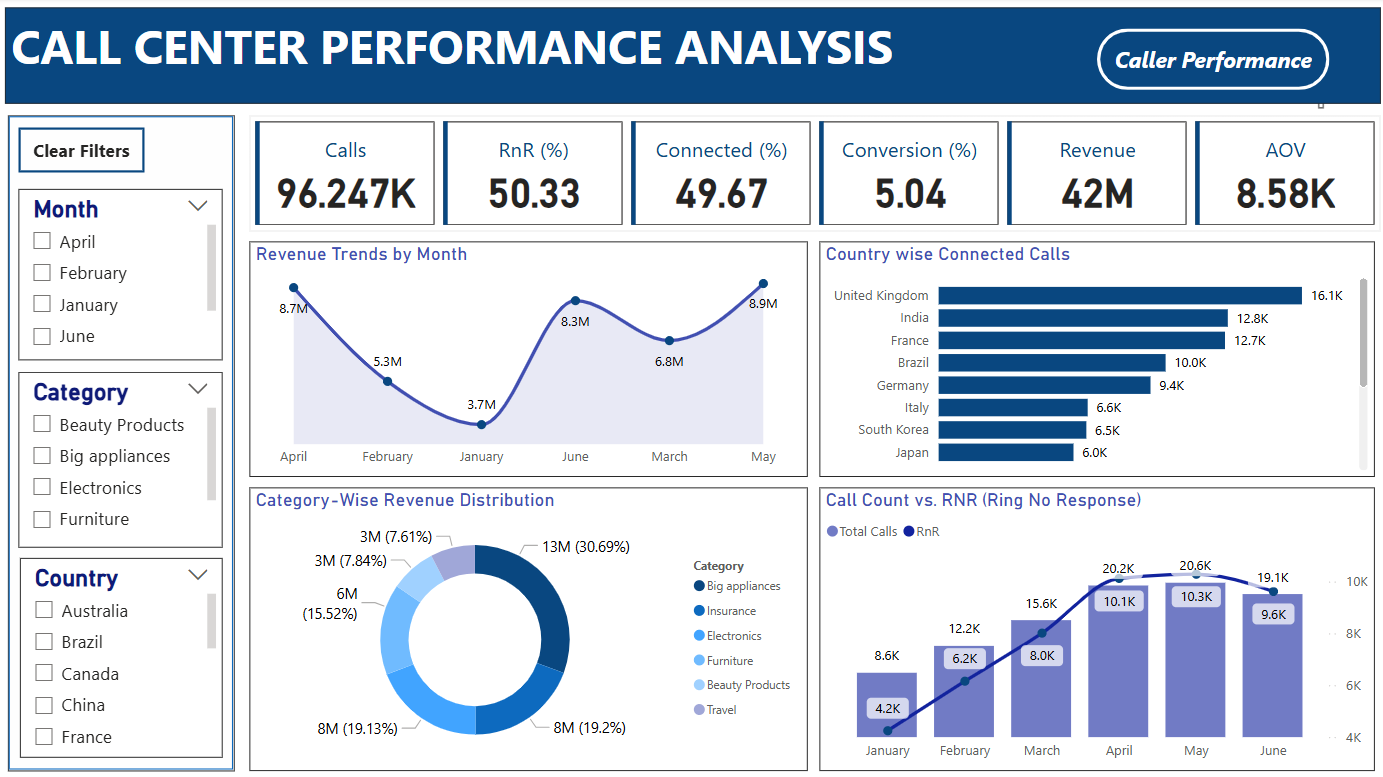 CALL CENTER PERFORMANCE ANALYSIS
Caller Performance
Clear Filters
Month
April
February
January
June
Category
Beauty Products
Big appliances
Electronics
Furniture
Country
Australia
Brazil
Canada
China
France
Calls
96.247K
RnR (%)
50.33
Connected (%)
49.67
Conversion (%)
5.04
Revenue
42M
AOV
8.58K
Revenue Trends by Month
8.7M
5.3M
3.7M
8.3M
6.8M
8.9M
April
February
January
June
March
May
Country wise Connected Calls
United Kingdom 16.1K
India 12.8K
France 12.7K
Brazil 10.0K
Germany 9.4K
Italy 6.6K
South Korea 6.5K
Japan 6.0K
Category-Wise Revenue Distribution
3M (7.61%)
13M (30.69%)
3M (7.84%)
6M
(15.52%)
8M (19.13%)
8M (19.2%)
Category
Big appliances
Insurance
Electronics
Furniture
Beauty Products
Travel
Call Count vs. RNR (Ring No Response)
Total Calls RnR
8.6K
12.2K
15.6K
20.2K
20.6K
19.1K
4.2K
6.2K
8.0K
10.1K
10.3K
9.6K
10K
8K
6K
4K
January
February
March
April
May
June